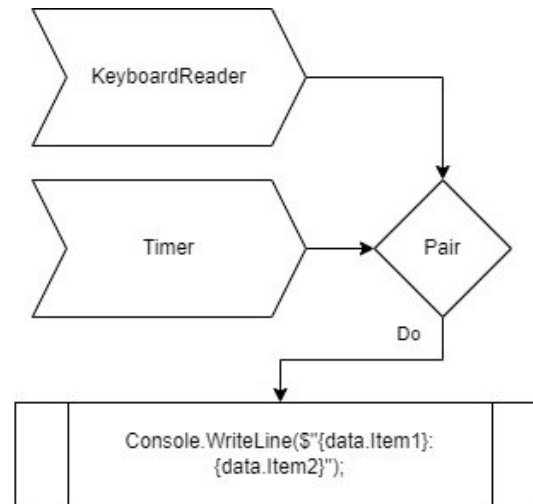 KeyboardReader
Timer
Pair
Do
Console.WriteLine($"{data.Item1}:
{data.Item2}");